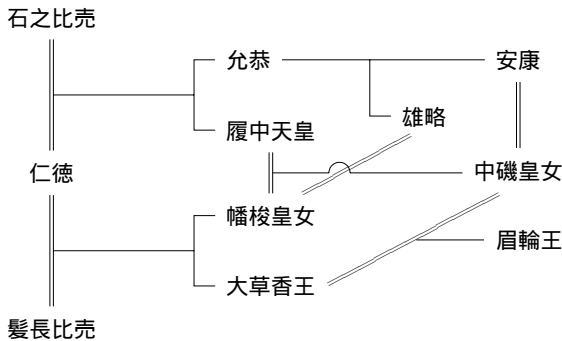 石之比売
允恭
安康
雄略
履中天皇
仁徳
中磯皇女
幡梭皇女
眉輪王
大草香王
髪長比売